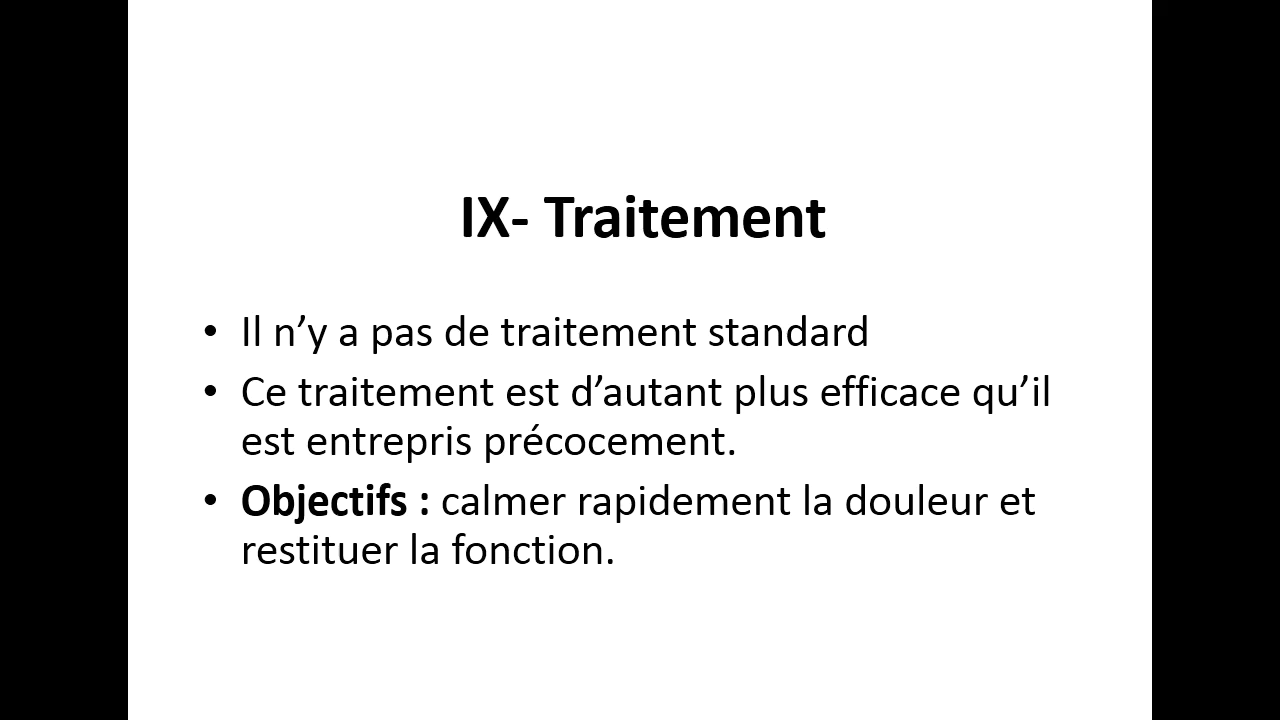 IX- Traitement
• Il n’y a pas de traitement standard
• Ce traitement est d’autant plus efficace qu’il
est entrepris précocement.
• Objectifs : calmer rapidement la douleur et
restituer la fonction.